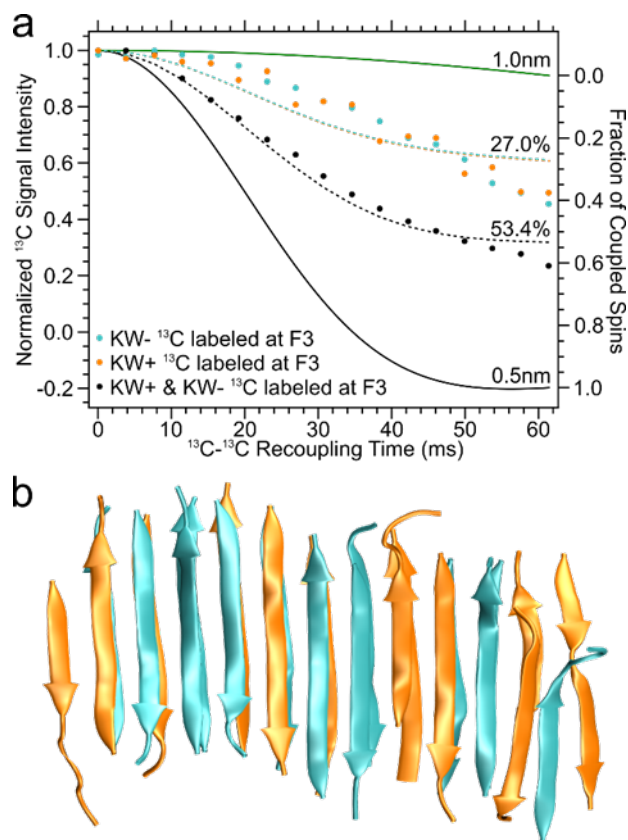 a
Normalized ¹³C Signal Intensity
1.0
0.8
0.6
0.4
0.2
0.0
-0.2
1.0nm
27.0%
53.4%
0.5nm
KW- ¹³C labeled at F3
KW+ ¹³C labeled at F3
KW+ & KW- ¹³C labeled at F3
0.0
0.2
0.4
0.6
0.8
1.0
Fraction of Coupled Spins
0 10 20 30 40 50 60
¹³C-¹³C Recoupling Time (ms)
b